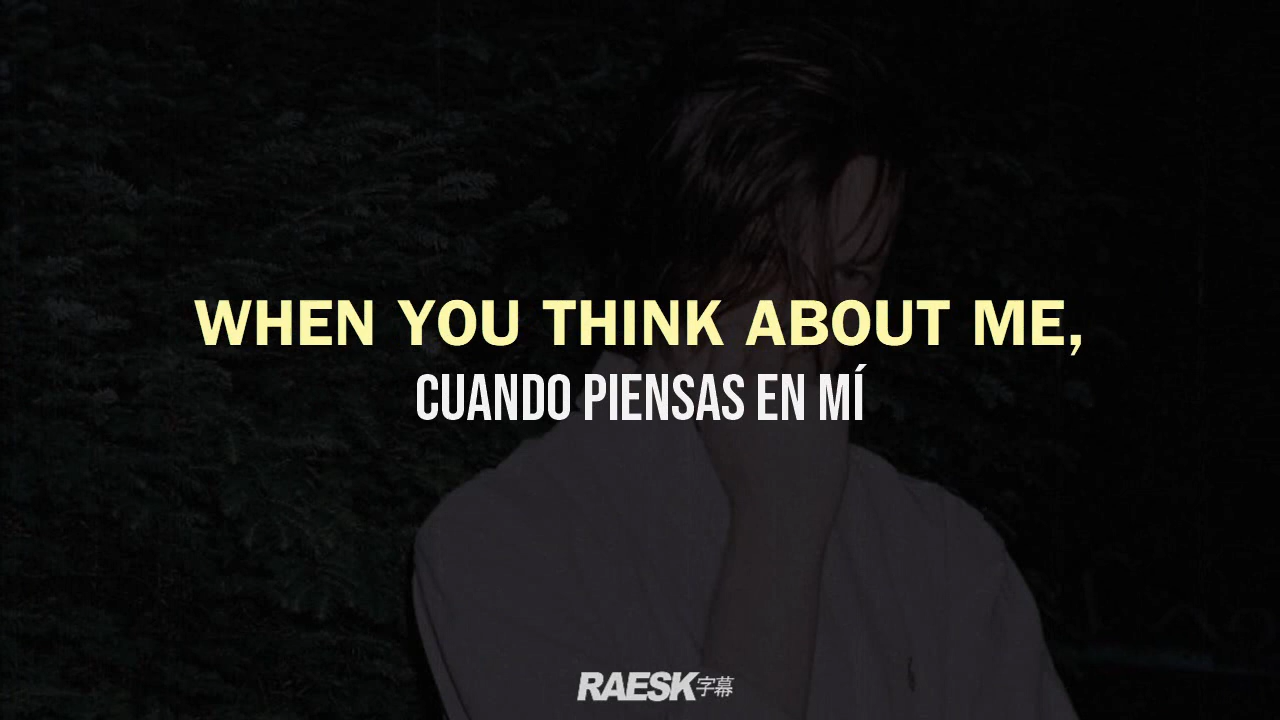 WHEN YOU THINK ABOUT ME,
CUANDO PIENSAS EN MÍ
RAESK字幕